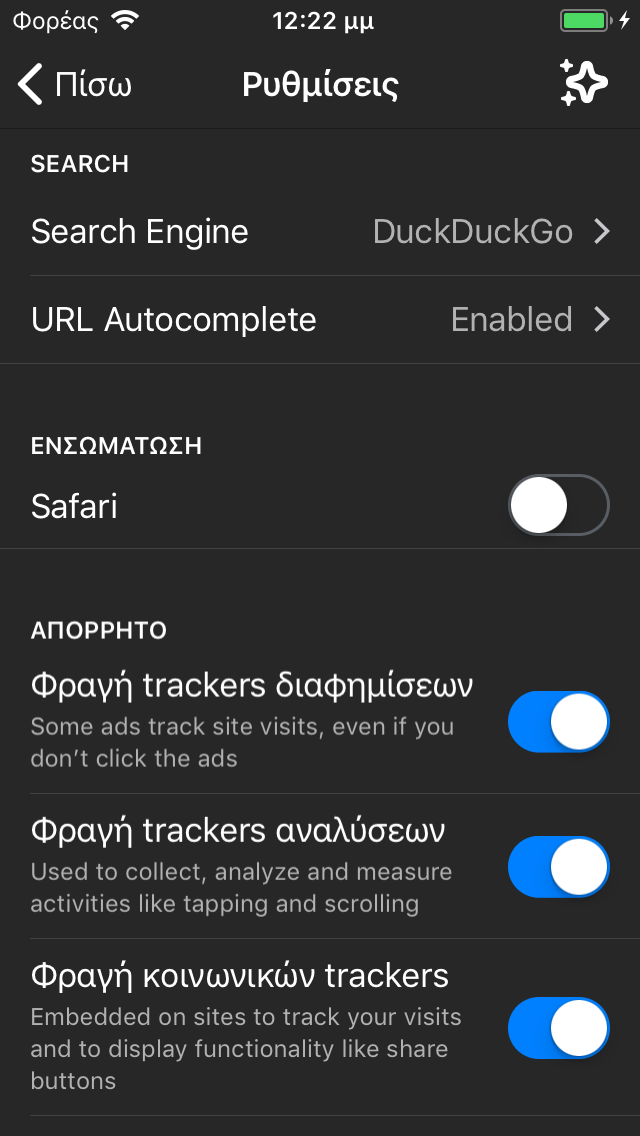 Φορέας 12:22 μμ
Πίσω Ρυθμίσεις
SEARCH
Search Engine DuckDuckGo
URL Autocomplete Enabled
ΕΝΣΩΜΑΤΩΣΗ
Safari
ΑΠΟΡΡΗΤΟ
Φραγή trackers διαφημίσεων
Some ads track site visits, even if you
don’t click the ads
Φραγή trackers αναλύσεων
Used to collect, analyze and measure
activities like tapping and scrolling
Φραγή κοινωνικών trackers
Embedded on sites to track your visits
and to display functionality like share
buttons